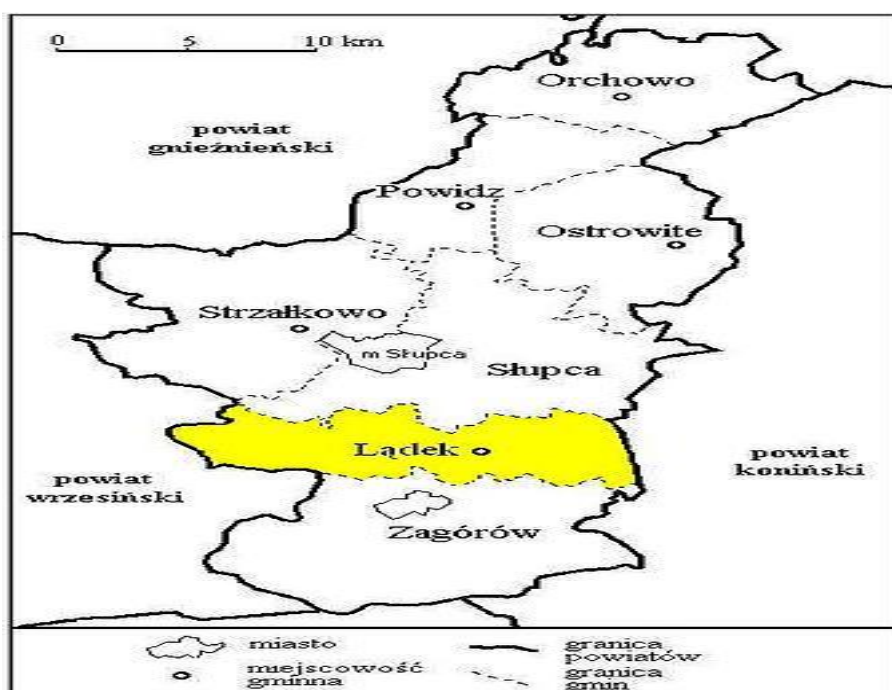 0 5 10 km
Orchowo
powiat
gnieźnieński
Powidz
Ostrowite
Strzałkowo
m Słupca
Słupca
Lądek
powiat
koniński
powiat
wrzesiński
Zagórów
miasto
granica
powiatów
miejscowość
gminna
granica
gmin